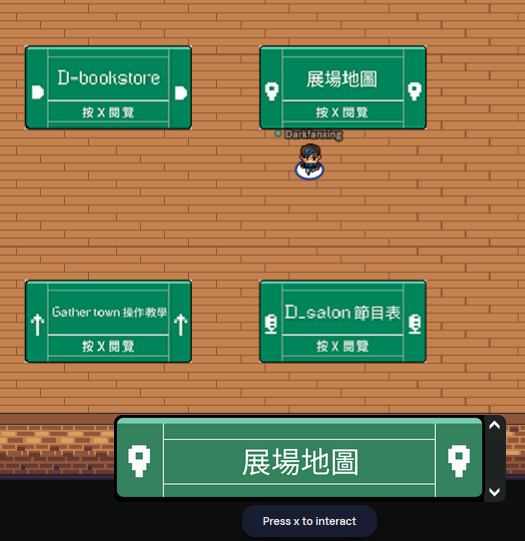 D-bookstore
按 X 閱覽
展場地圖
按 X 閱覽
Darkfanxing
Gather town 操作教學
按 X 閱覽
D_salon 節目表
按 X 閱覽
展場地圖
Press x to interact